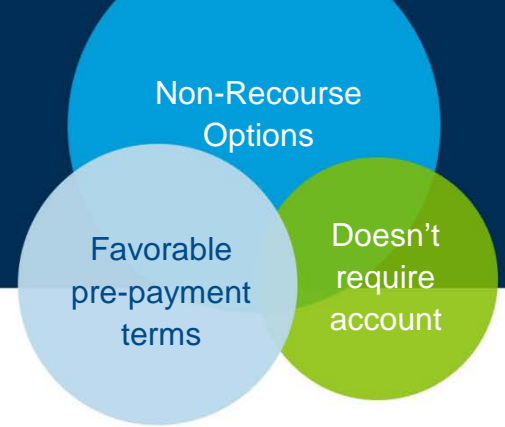 Non-Recourse
Options
Favorable
pre-payment
terms
Doesn’t
require
account